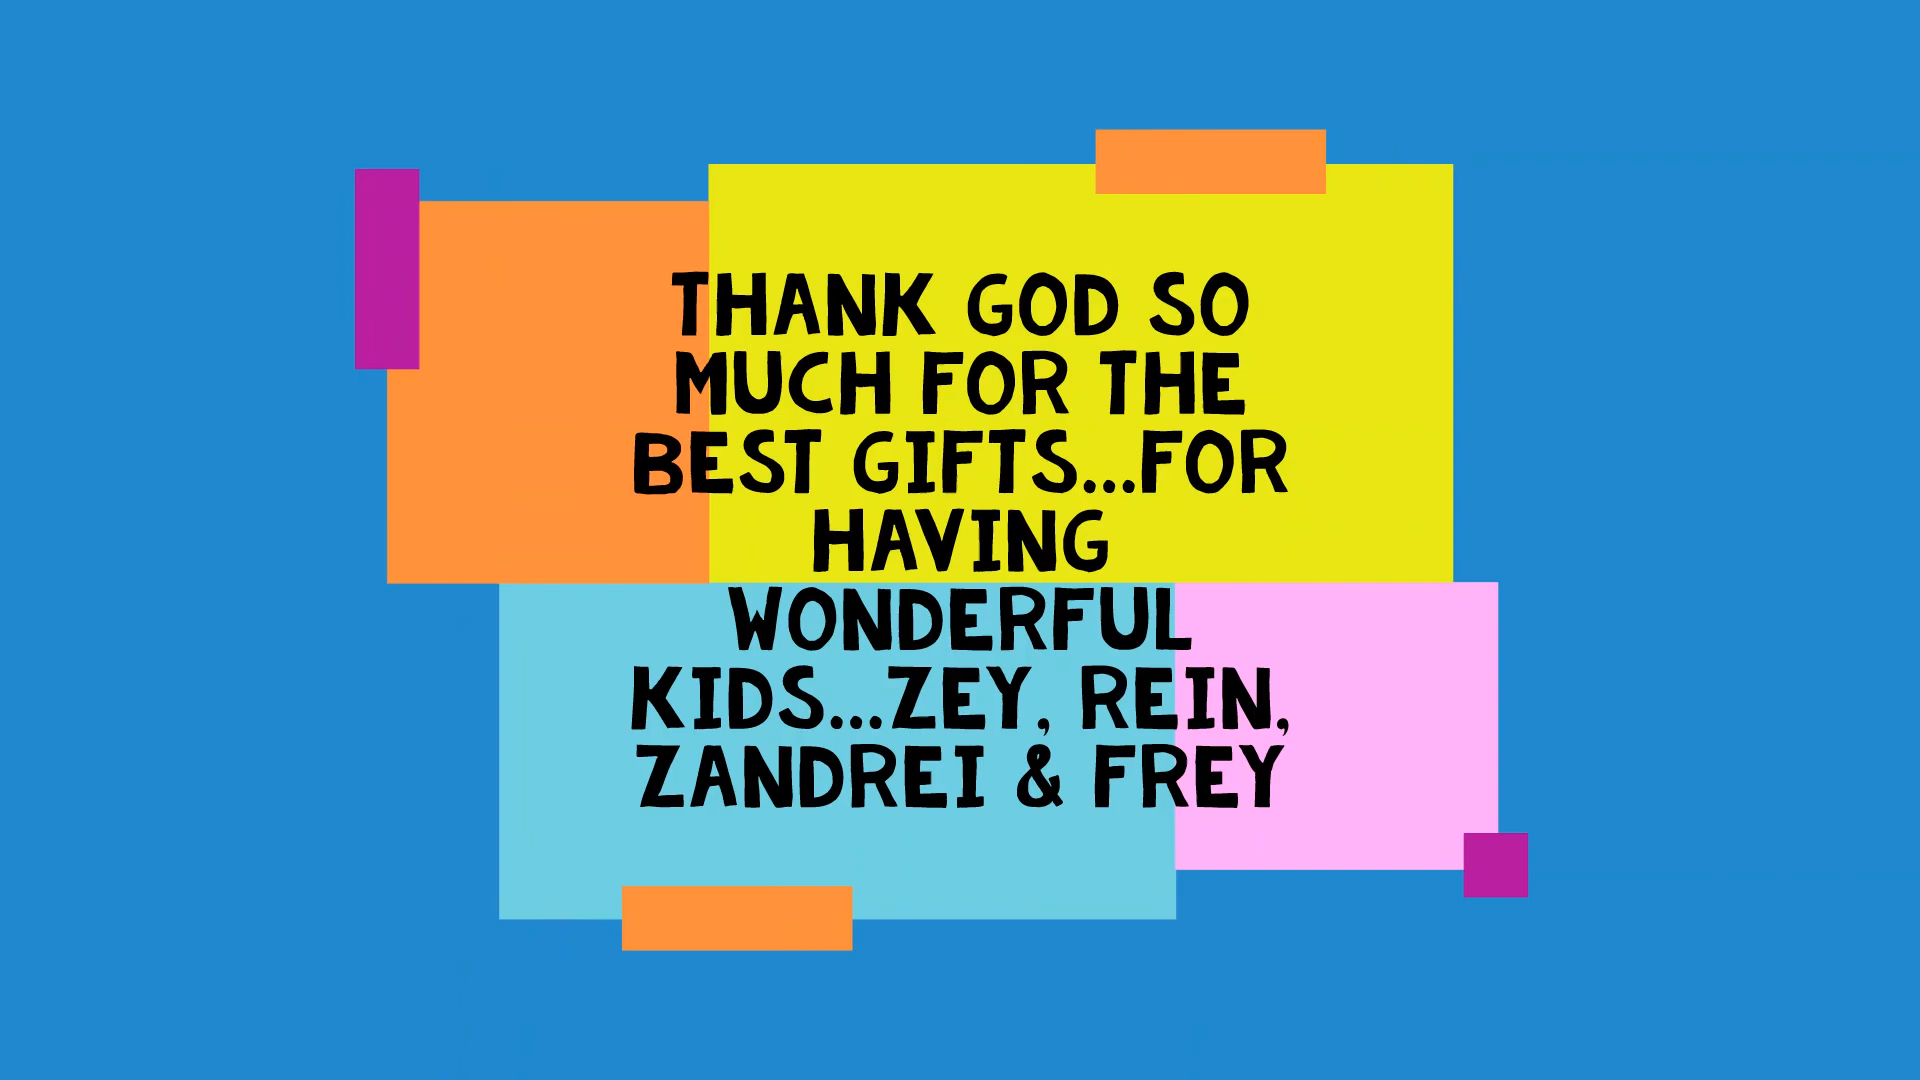 THANK GOD SO
MUCH FOR THE
BEST GIFTS...FOR
HAVING
WONDERFUL
KIDS...ZEY, REIN,
ZANDREI & FREY